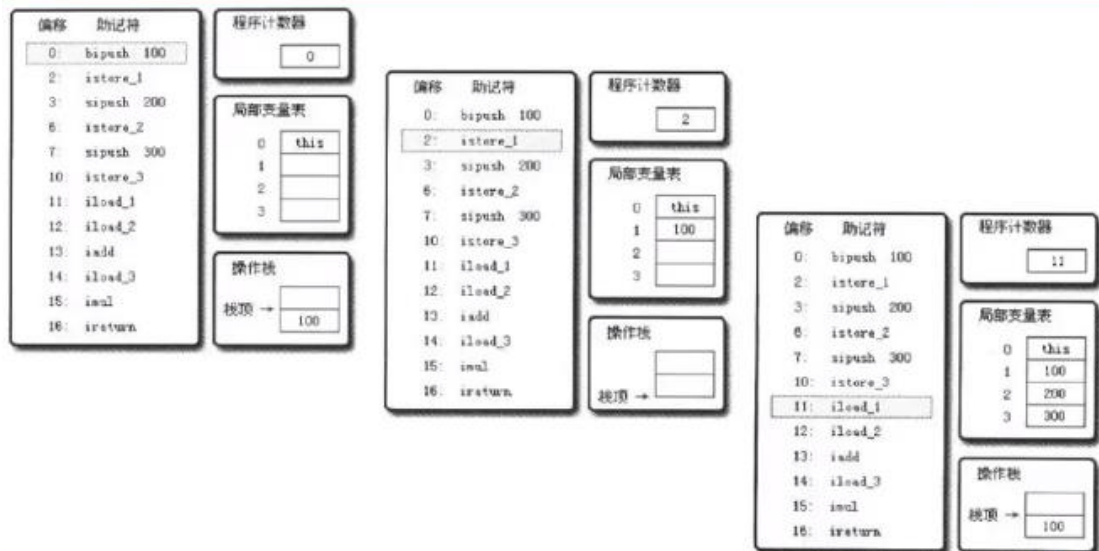 偏移 助记符
0: bipush 100
2: istore_1
3: sipush 200
6: istore_2
7: sipush 300
10: istore_3
11: iload_1
12: iload_2
13: iadd
14: iload_3
15: imul
16: ireturn
程序计数器
0
局部变量表
0 this
1
2
3
操作栈
栈顶 →
100
偏移 助记符
0: bipush 100
2: istore_1
3: sipush 200
6: istore_2
7: sipush 300
10: istore_3
11: iload_1
12: iload_2
13: iadd
14: iload_3
15: imul
16: ireturn
程序计数器
2
局部变量表
0 this
1 100
2
3
操作栈
栈顶 →
偏移 助记符
0: bipush 100
2: istore_1
3: sipush 200
6: istore_2
7: sipush 300
10: istore_3
11: iload_1
12: iload_2
13: iadd
14: iload_3
15: imul
16: ireturn
程序计数器
11
局部变量表
0 this
1 100
2 200
3 300
操作栈
栈顶 →
100